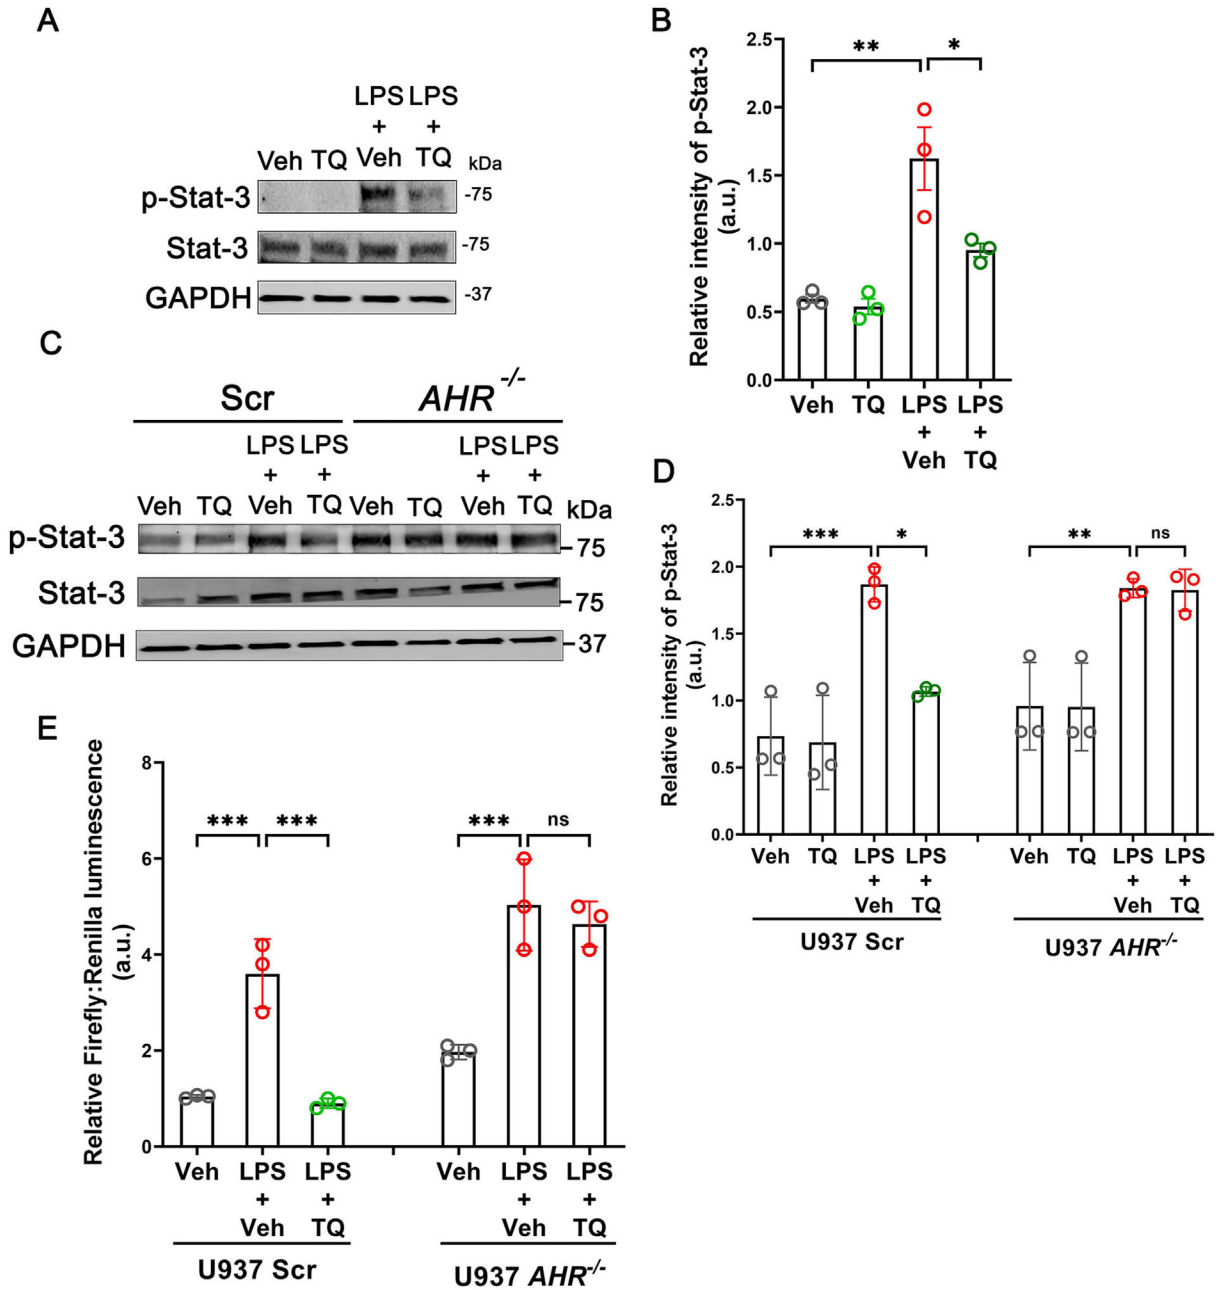 A
LPS LPS
+ +
Veh TQ Veh TQ kDa
p-Stat-3 -75
Stat-3 -75
GAPDH -37
B
Relative intensity of p-Stat-3
(a.u.)
2.5
2.0
1.5
1.0
0.5
0.0
** *
Veh TQ LPS LPS
+ +
Veh TQ
C
Scr AHR-/-
LPS LPS LPS LPS
+ + + +
Veh TQ Veh TQ Veh TQ Veh TQ kDa
p-Stat-3 75
Stat-3 75
GAPDH 37
D
Relative intensity of p-Stat-3
(a.u.)
2.5
2.0
1.5
1.0
0.5
0.0
*** * ** ns
Veh TQ LPS LPS Veh TQ LPS LPS
+ + + +
Veh TQ Veh TQ
U937 Scr U937 AHR-/-
E
Relative Firefly:Renilla luminescence
(a.u.)
8
6
4
2
0
*** *** *** ns
Veh LPS LPS Veh LPS LPS
+ + + +
Veh TQ Veh TQ
U937 Scr U937 AHR-/-